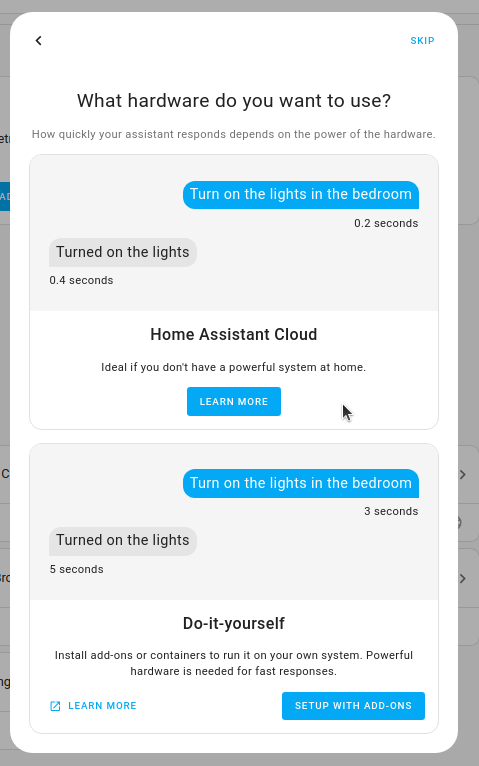 SKIP
What hardware do you want to use?
How quickly your assistant responds depends on the power of the hardware.
Turn on the lights in the bedroom
0.2 seconds
Turned on the lights
0.4 seconds
Home Assistant Cloud
Ideal if you don't have a powerful system at home.
LEARN MORE
Turn on the lights in the bedroom
3 seconds
Turned on the lights
5 seconds
Do-it-yourself
Install add-ons or containers to run it on your own system. Powerful
hardware is needed for fast responses.
LEARN MORE
SETUP WITH ADD-ONS